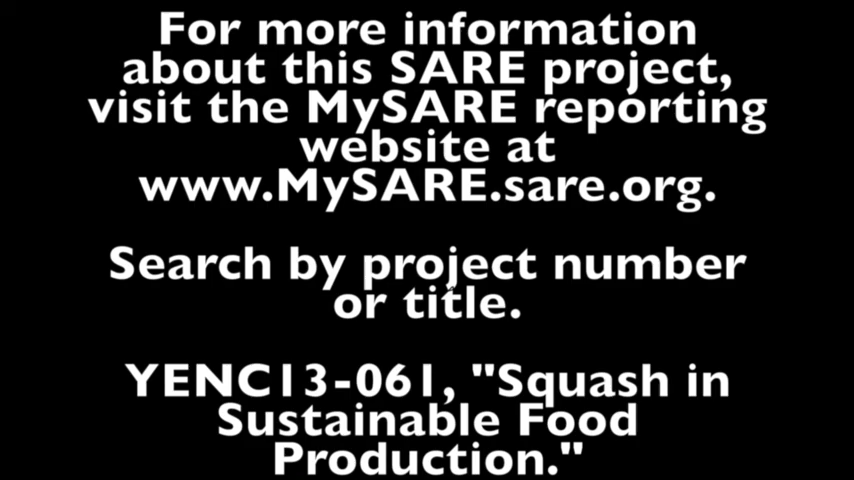 For more information
about this SARE project,
visit the MySARE reporting
website at
www.MySARE.sare.org.
Search by project number
or title.
YENC13-061, "Squash in
Sustainable Food
Production."